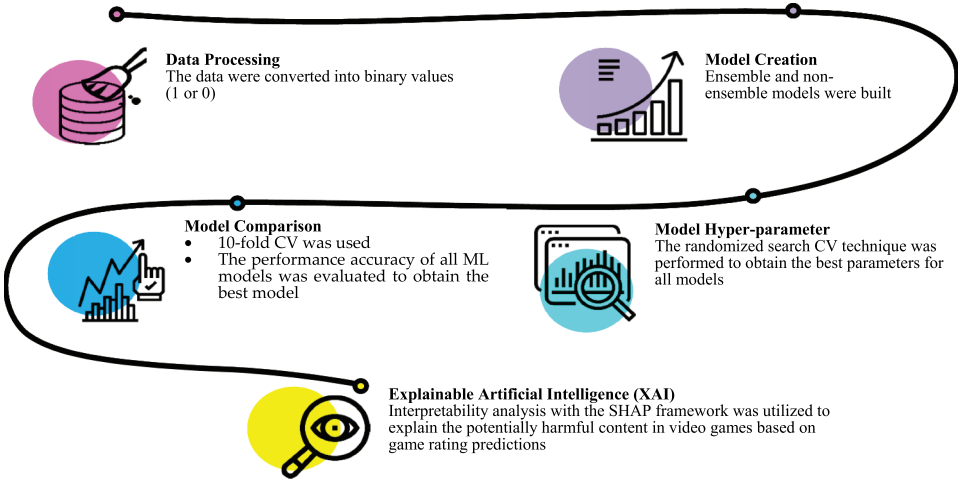 Data Processing
The data were converted into binary values
(1 or 0)
Model Creation
Ensemble and non-
ensemble models were built
Model Hyper-parameter
The randomized search CV technique was
performed to obtain the best parameters for
all models
Model Comparison
• 10-fold CV was used
• The performance accuracy of all ML
models was evaluated to obtain the
best model
Explainable Artificial Intelligence (XAI)
Interpretability analysis with the SHAP framework was utilized to
explain the potentially harmful content in video games based on
game rating predictions